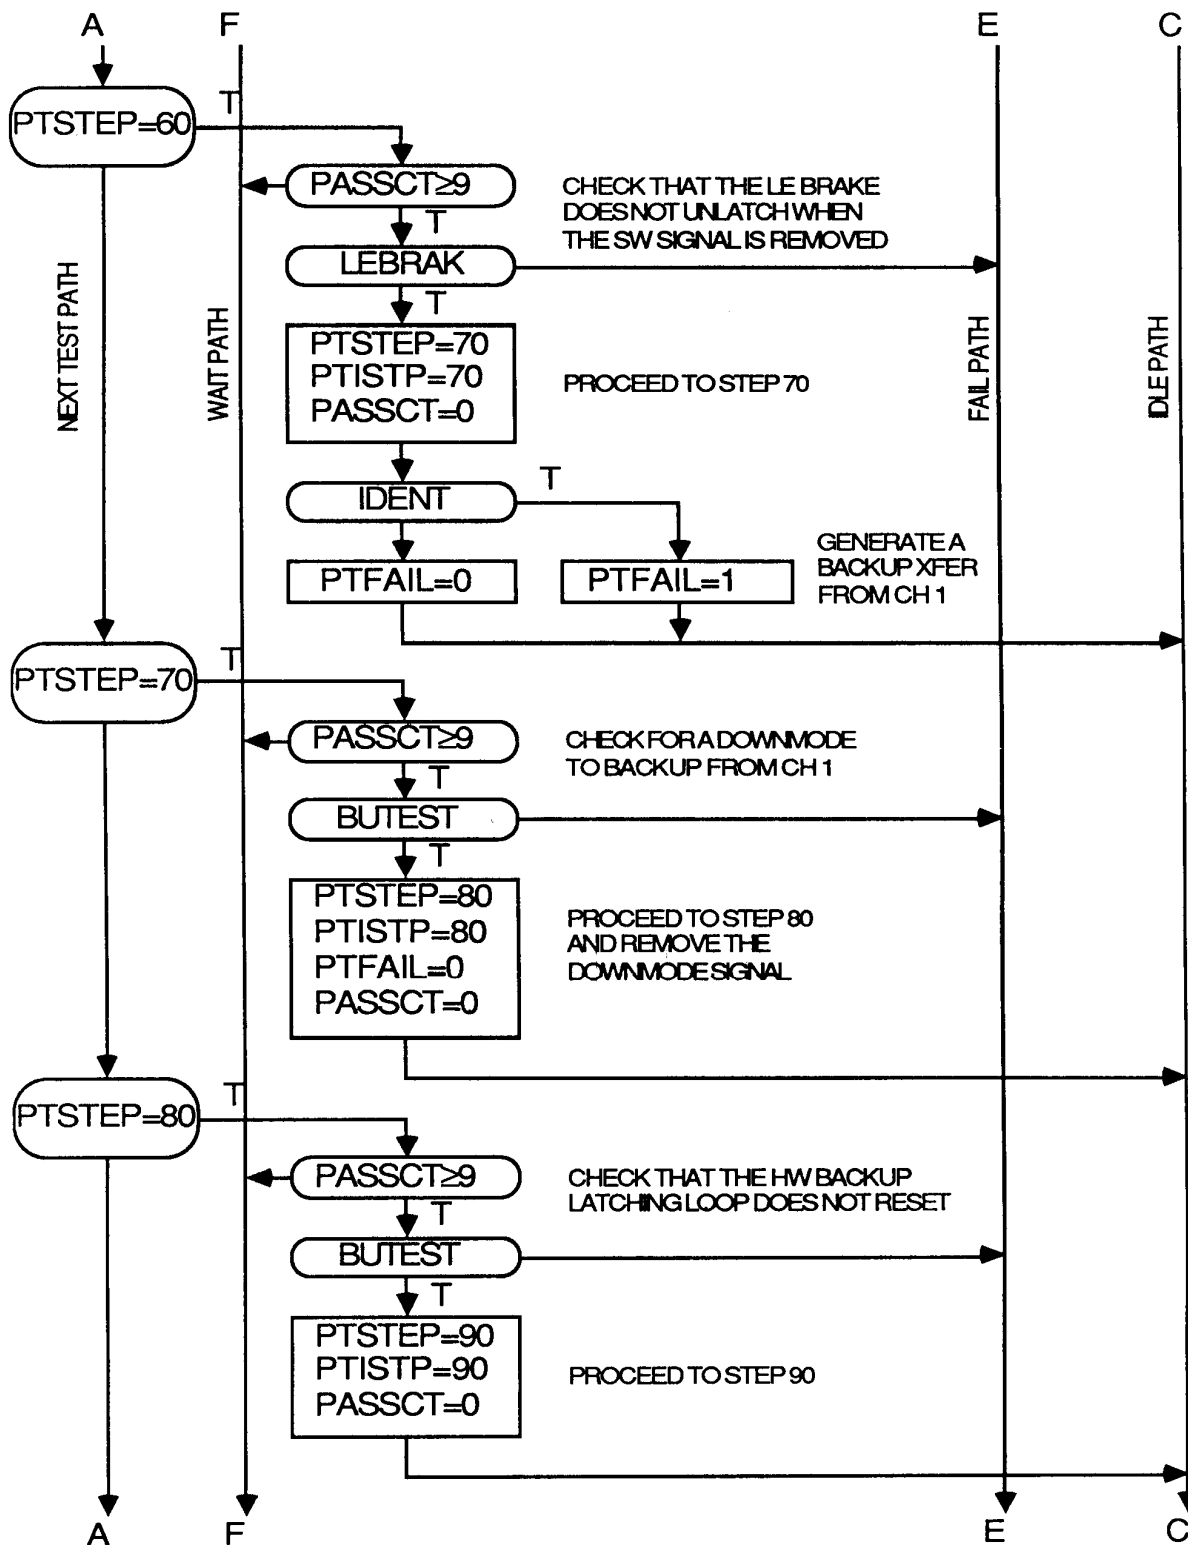 A F E C
PTSTEP=60
T
PASSCT≥9
CHECK THAT THE LE BRAKE
DOES NOT UNLATCH WHEN
THE SW SIGNAL IS REMOVED
T
LEBRAK
T
NEXT TEST PATH
WAIT PATH
FAIL PATH
IDLE PATH
PTSTEP=70
PTISTP=70
PASSCT=0
PROCEED TO STEP 70
IDENT
T
PTFAIL=0
PTFAIL=1
GENERATE A
BACKUP XFER
FROM CH 1
PTSTEP=70
T
PASSCT≥9
CHECK FOR A DOWNMODE
TO BACKUP FROM CH 1
T
BUTEST
T
PTSTEP=80
PTISTP=80
PTFAIL=0
PASSCT=0
PROCEED TO STEP 80
AND REMOVE THE
DOWNMODE SIGNAL
PTSTEP=80
T
PASSCT≥9
CHECK THAT THE HW BACKUP
LATCHING LOOP DOES NOT RESET
T
BUTEST
T
PTSTEP=90
PTISTP=90
PASSCT=0
PROCEED TO STEP 90
A F E C